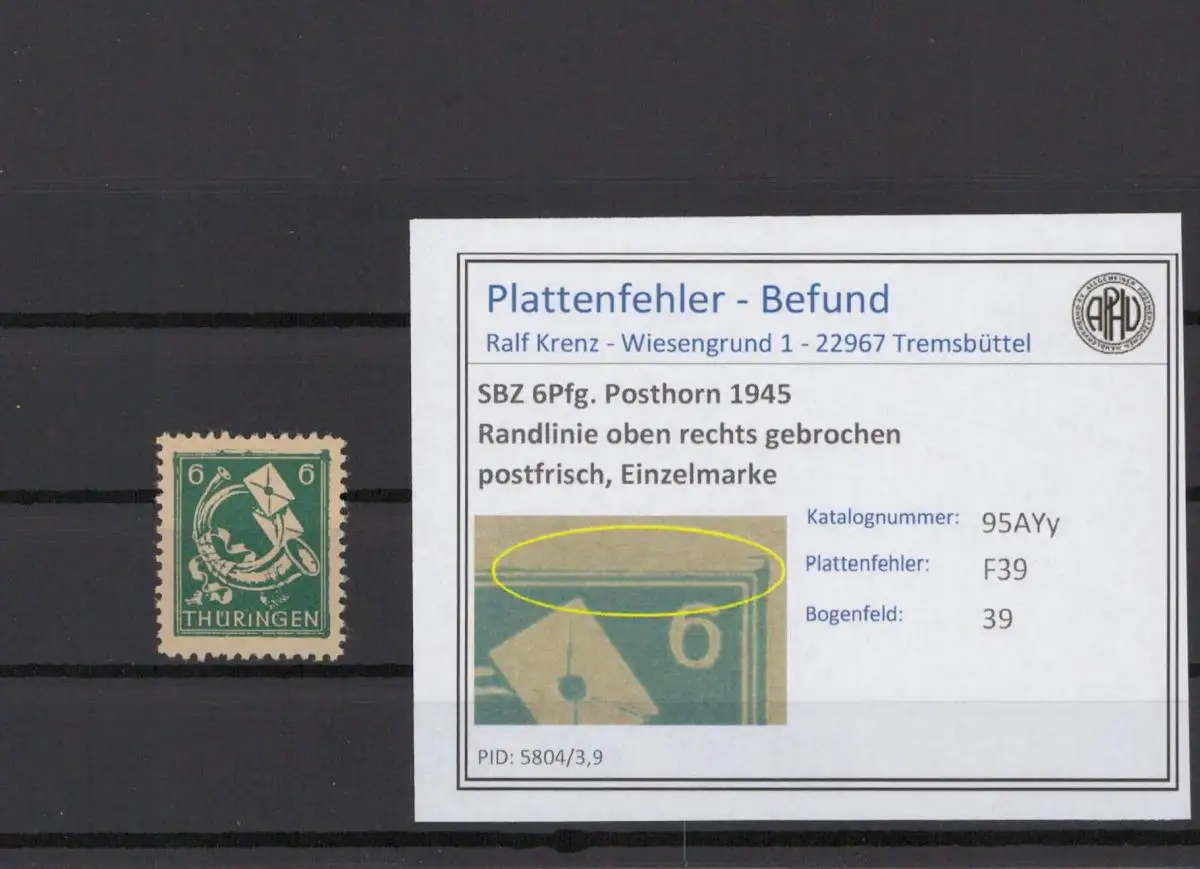 6 6
THÜRINGEN
Plattenfehler - Befund
Ralf Krenz - Wiesengrund 1 - 22967 Tremsbüttel
APHV
SBZ 6Pfg. Posthorn 1945
Randlinie oben rechts gebrochen
postfrisch, Einzelmarke
6
Katalognummer: 95AYy
Plattenfehler: F39
Bogenfeld: 39
PID: 5804/3,9